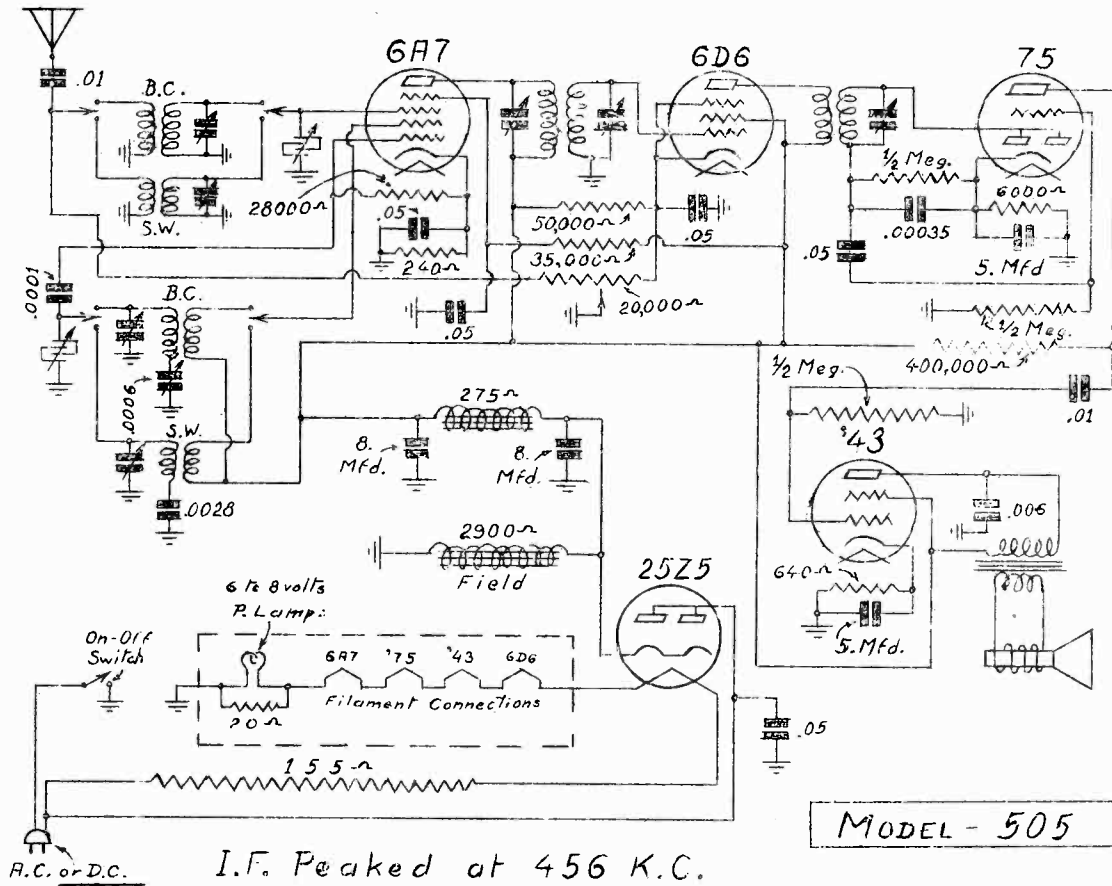 6A7
6D6
75
.01
B.C.
S.W.
28000Ω
.05
240Ω
50,000Ω
35,000Ω
20,000Ω
.05
.05
½ Meg.
.00035
6000Ω
5. Mfd
.05
½ Meg.
400,000Ω
.01
.0001
B.C.
.0006
S.W.
.0028
275Ω
8. Mfd.
8. Mfd.
2900Ω
Field
½ Meg.
'43
.006
640Ω
5. Mfd.
25Z5
6 to 8 volts
P. Lamp.
On-Off
Switch
6A7 '75 '43 6D6
20Ω
Filament Connections
.05
155Ω
A.C. or D.C.
I.F. Peaked at 456 K.C.
MODEL - 505